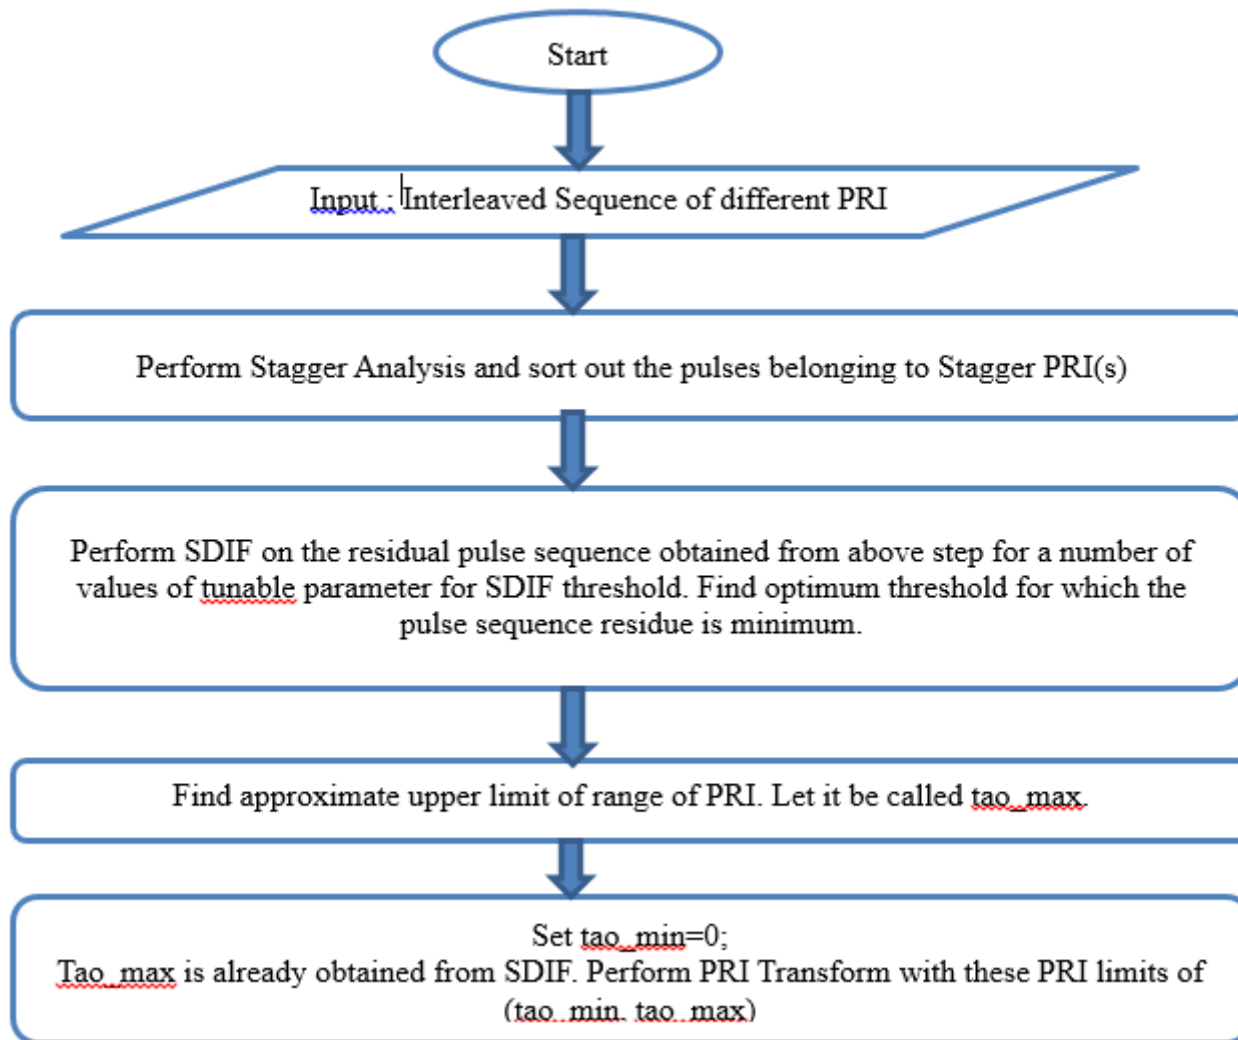 Start
Input : Interleaved Sequence of different PRI
Perform Stagger Analysis and sort out the pulses belonging to Stagger PRI(s)
Perform SDIF on the residual pulse sequence obtained from above step for a number of
values of tunable parameter for SDIF threshold. Find optimum threshold for which the
pulse sequence residue is minimum.
Find approximate upper limit of range of PRI. Let it be called tao_max.
Set tao_min=0;
Tao_max is already obtained from SDIF. Perform PRI Transform with these PRI limits of
(tao_min, tao_max)